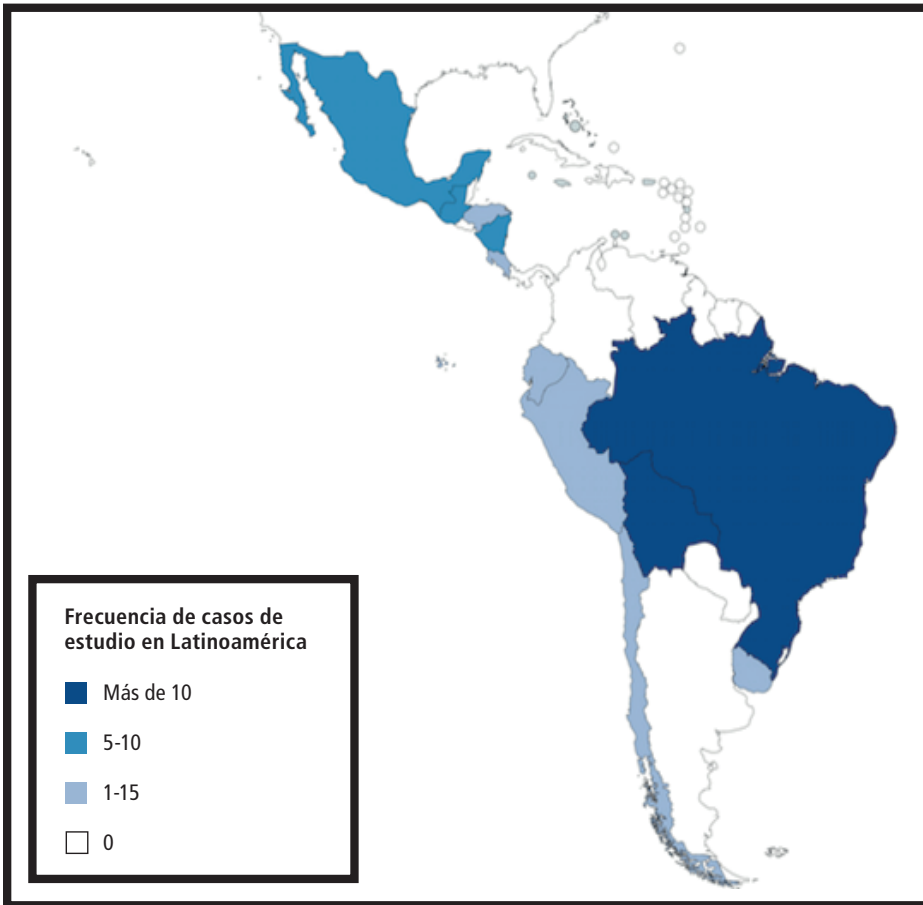 Frecuencia de casos de
estudio en Latinoamérica
Más de 10
5-10
1-15
0